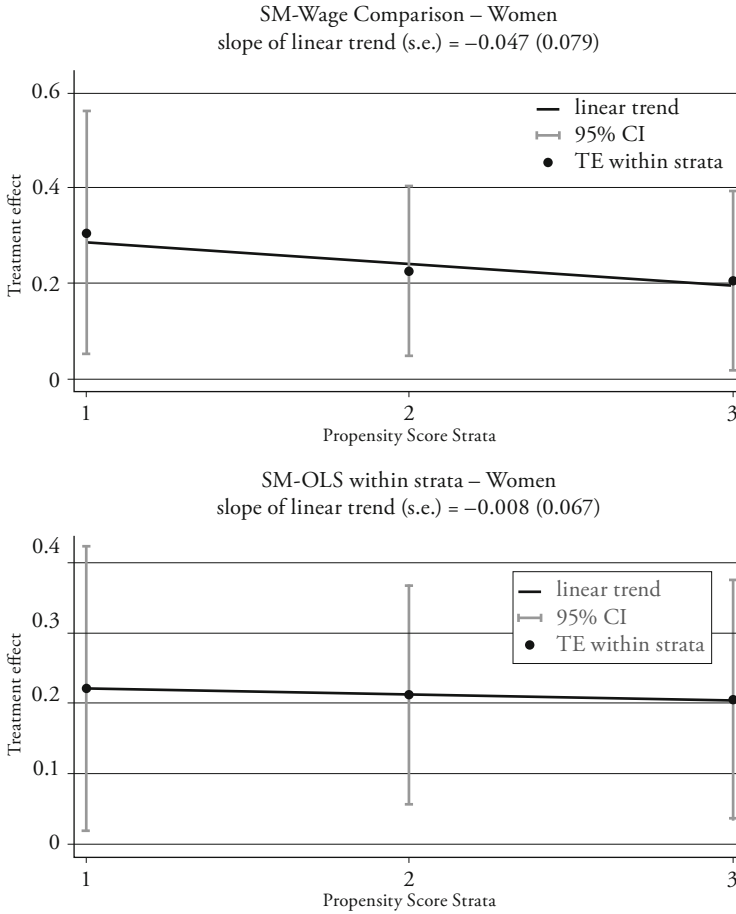 SM-Wage Comparison – Women
slope of linear trend (s.e.) = –0.047 (0.079)
0.6
linear trend
95% CI
TE within strata
0.4
Treatment effect
0.2
0
1 2 3
Propensity Score Strata
SM-OLS within strata – Women
slope of linear trend (s.e.) = –0.008 (0.067)
0.4
linear trend
0.3
95% CI
TE within strata
Treatment effect
0.2
0.1
0
1 2 3
Propensity Score Strata